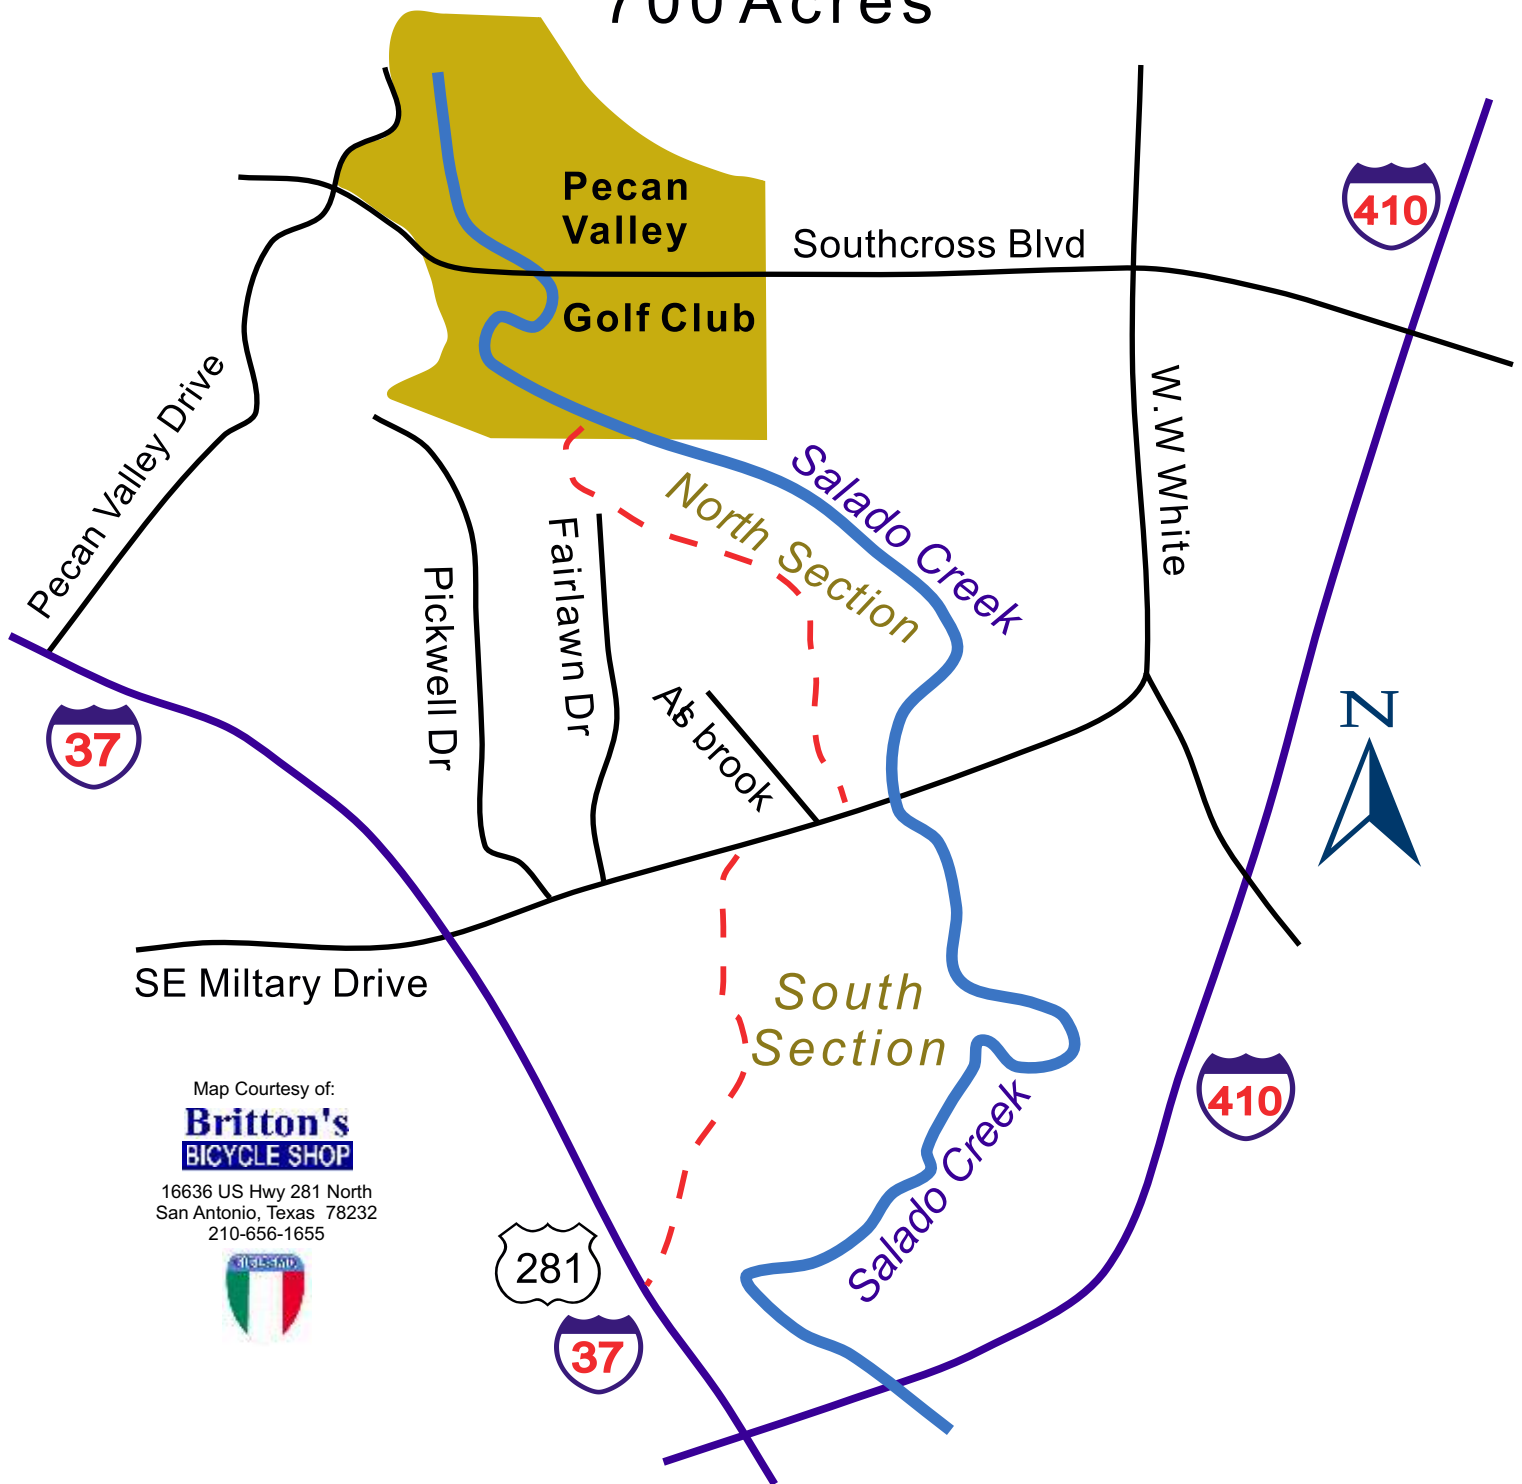 700 Acres
Pecan
Valley
Golf Club
Southcross Blvd
410
Pecan Valley Drive
W.W White
Salado Creek
North Section
Pickwell Dr
Fairlawn Dr
N
37
brook
SE Miltary Drive
South
Section
Salado Creek
410
Map Courtesy of:
Britton's
BICYCLE SHOP
16636 US Hwy 281 North
San Antonio, Texas 78232
210-656-1655
281
37